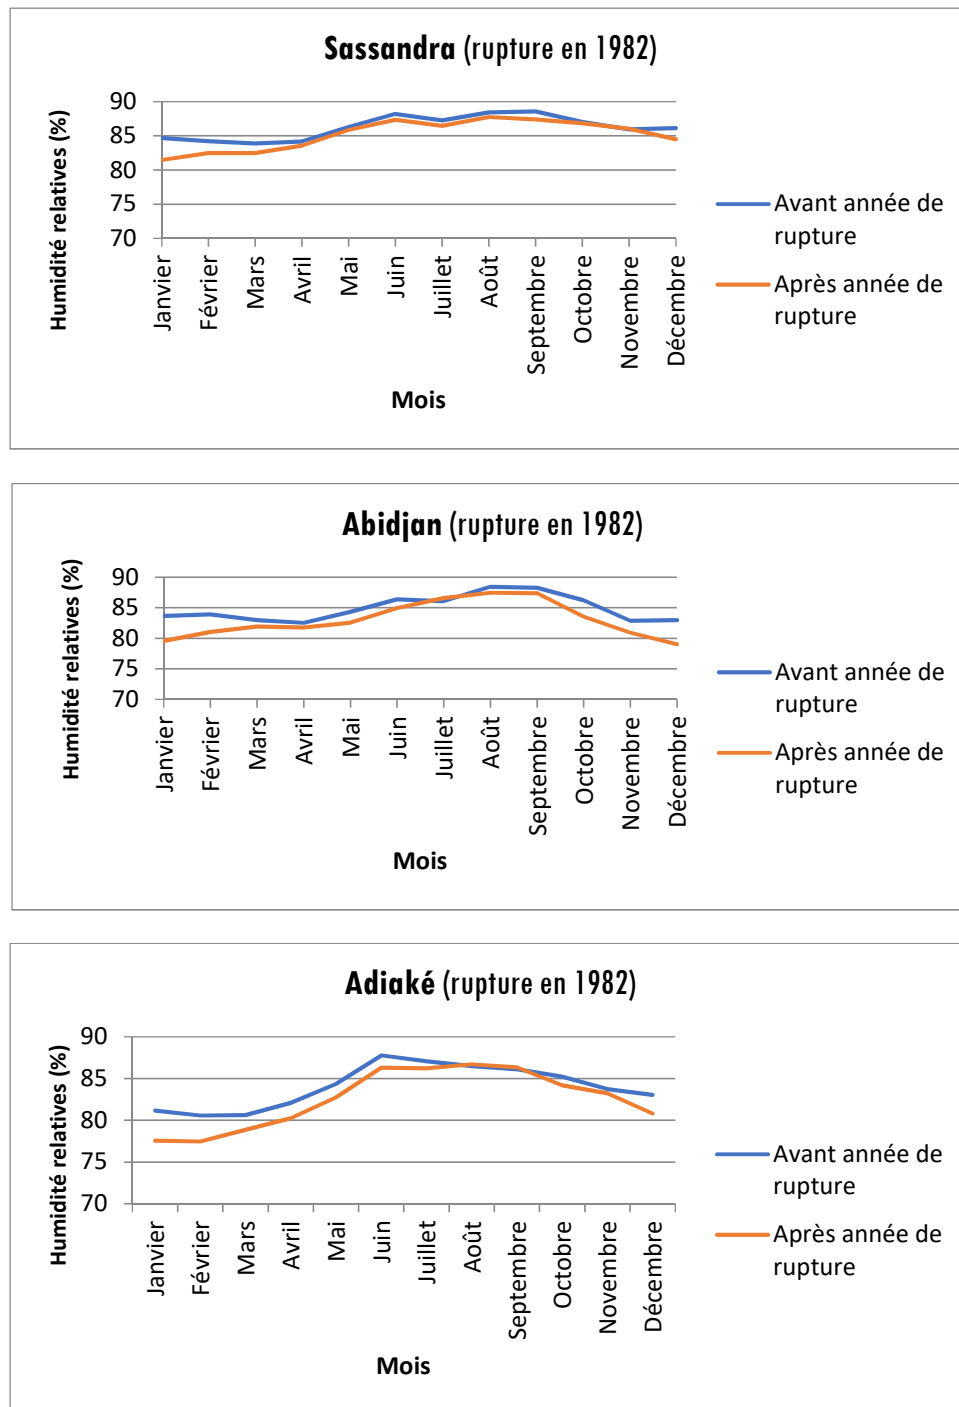 Sassandra (rupture en 1982)
Humidité relatives (%)
90
85
80
75
70
Janvier
Février
Mars
Avril
Mai
Juin
Juillet
Août
Septembre
Octobre
Novembre
Décembre
Mois
Avant année de
rupture
Après année de
rupture
Abidjan (rupture en 1982)
Humidité relatives (%)
90
85
80
75
70
Janvier
Février
Mars
Avril
Mai
Juin
Juillet
Août
Septembre
Octobre
Novembre
Décembre
Mois
Avant année de
rupture
Après année de
rupture
Adiaké (rupture en 1982)
Humidité relatives (%)
90
85
80
75
70
Janvier
Février
Mars
Avril
Mai
Juin
Juillet
Août
Septembre
Octobre
Novembre
Décembre
Mois
Avant année de
rupture
Après année de
rupture